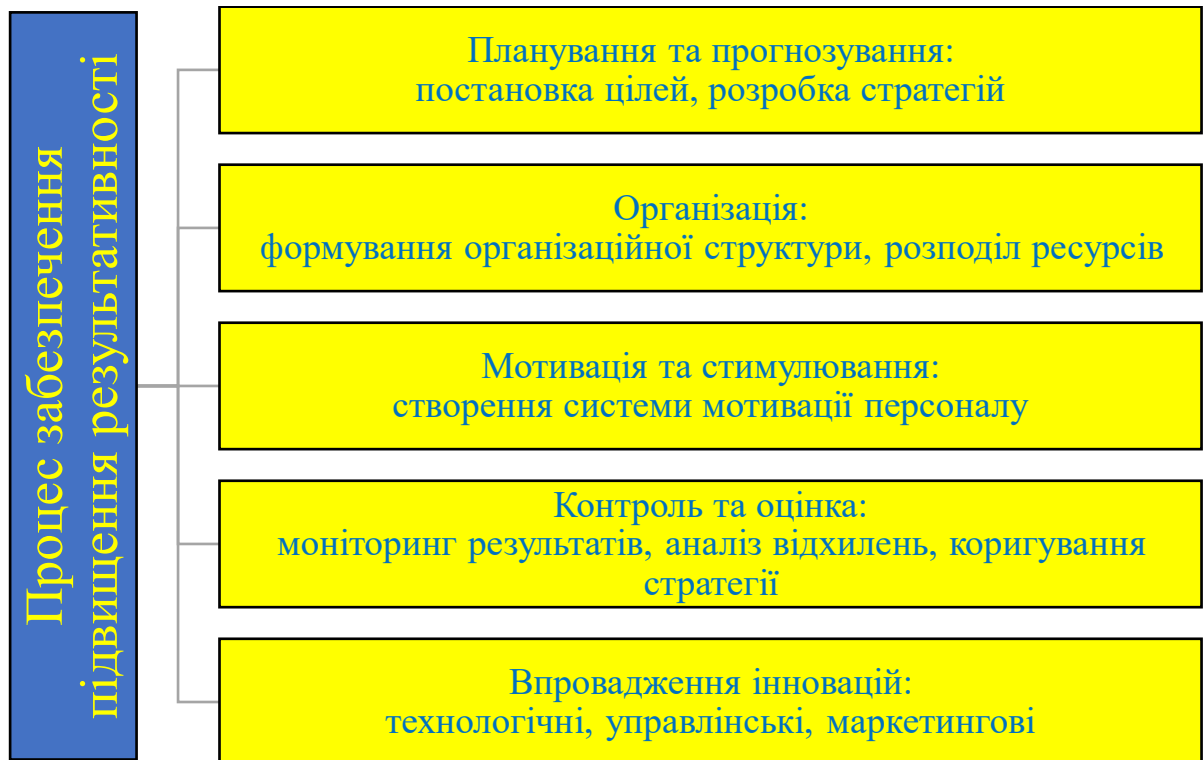 Процес забезпечення
підвищення результативності
Планування та прогнозування:
постановка цілей, розробка стратегій
Організація:
формування організаційної структури, розподіл ресурсів
Мотивація та стимулювання:
створення системи мотивації персоналу
Контроль та оцінка:
моніторинг результатів, аналіз відхилень, коригування
стратегії
Впровадження інновацій:
технологічні, управлінські, маркетингові